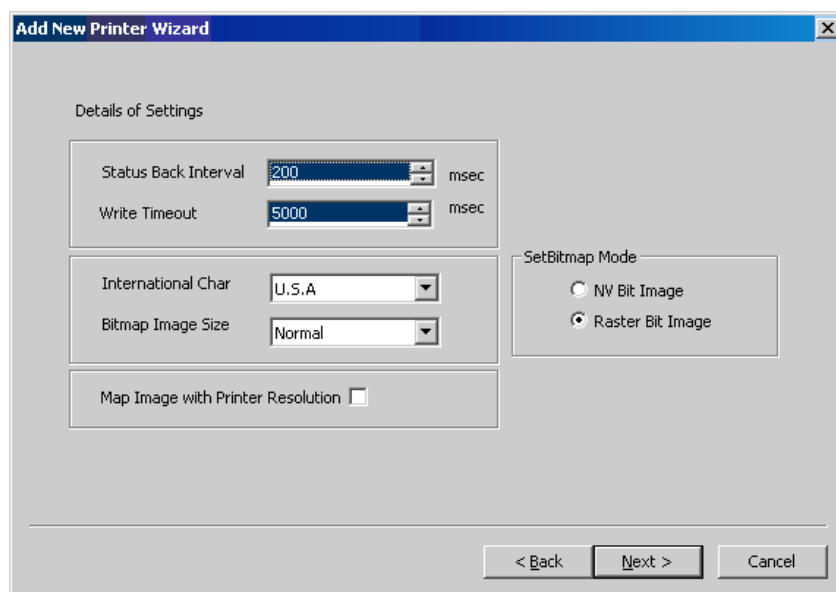 Add New Printer Wizard
Details of Settings
Status Back Interval 200 msec
Write Timeout 5000 msec
International Char U.S.A
Bitmap Image Size Normal
Map Image with Printer Resolution
SetBitmap Mode
NV Bit Image
Raster Bit Image
< Back Next > Cancel